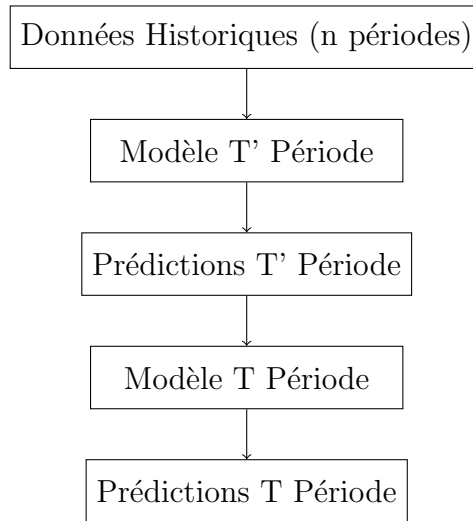 Données Historiques (n périodes)
Modèle T' Période
Prédictions T' Période
Modèle T Période
Prédictions T Période